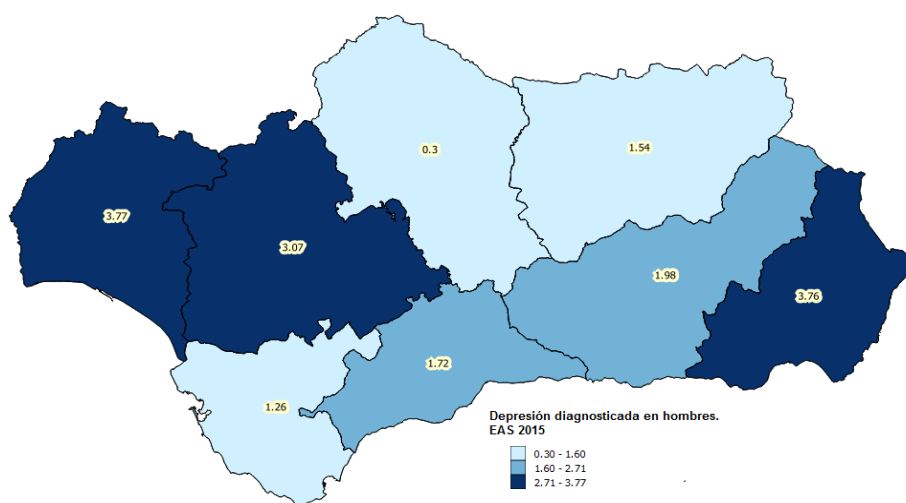 0.3
1.54
3.77
3.07
1.98
3.76
1.72
1.26
Depresión diagnosticada en hombres.
EAS 2015
0.30 - 1.60
1.60 - 2.71
2.71 - 3.77